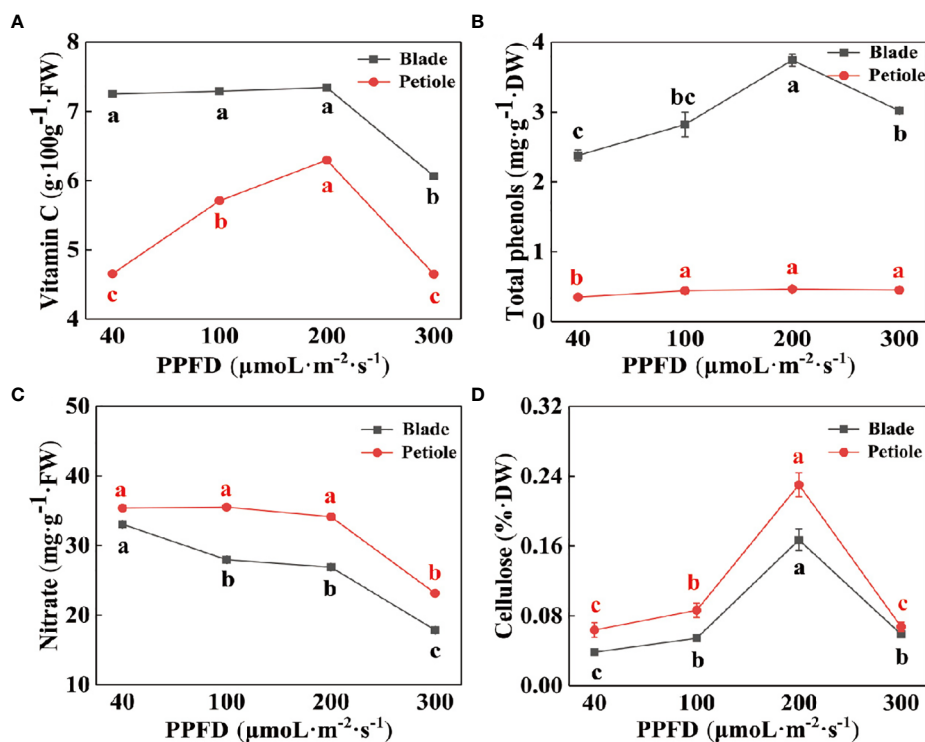 A
Vitamin C (g·100g⁻¹·FW)
8
7
6
5
4
Blade
Petiole
a
a
a
b
c
b
a
c
40 100 200 300
PPFD (μmoL·m⁻²·s⁻¹)
B
Total phenols (mg·g⁻¹·DW)
4
3
2
1
0
Blade
Petiole
c
bc
a
b
b
a
a
a
40 100 200 300
PPFD (μmoL·m⁻²·s⁻¹)
C
Nitrate (mg·g⁻¹·FW)
50
40
30
20
10
Blade
Petiole
a
a
a
b
a
b
b
c
40 100 200 300
PPFD (μmoL·m⁻²·s⁻¹)
D
Cellulose (%·DW)
0.32
0.24
0.16
0.08
0.00
Blade
Petiole
c
b
a
c
c
b
a
b
40 100 200 300
PPFD (μmoL·m⁻²·s⁻¹)